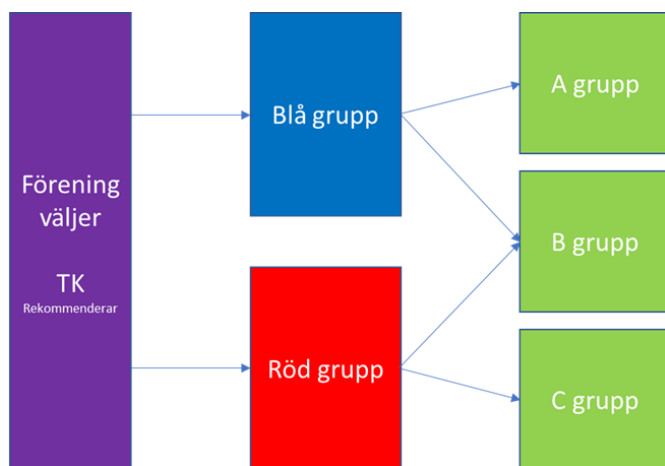 Förening
väljer
TK
Rekommenderar
Blå grupp
Röd grupp
A grupp
B grupp
C grupp